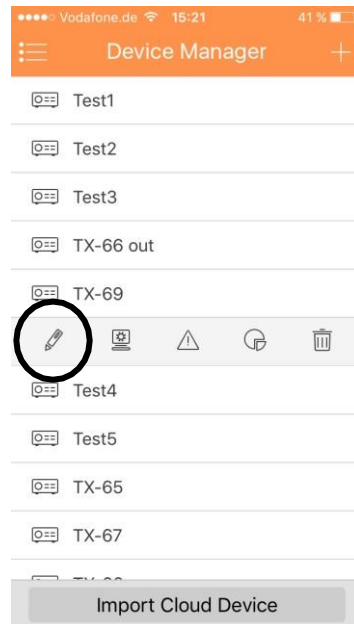 Vodafone.de 15:21 41 %
Device Manager
Test1
Test2
Test3
TX-66 out
TX-69
Test4
Test5
TX-65
TX-67
Import Cloud Device